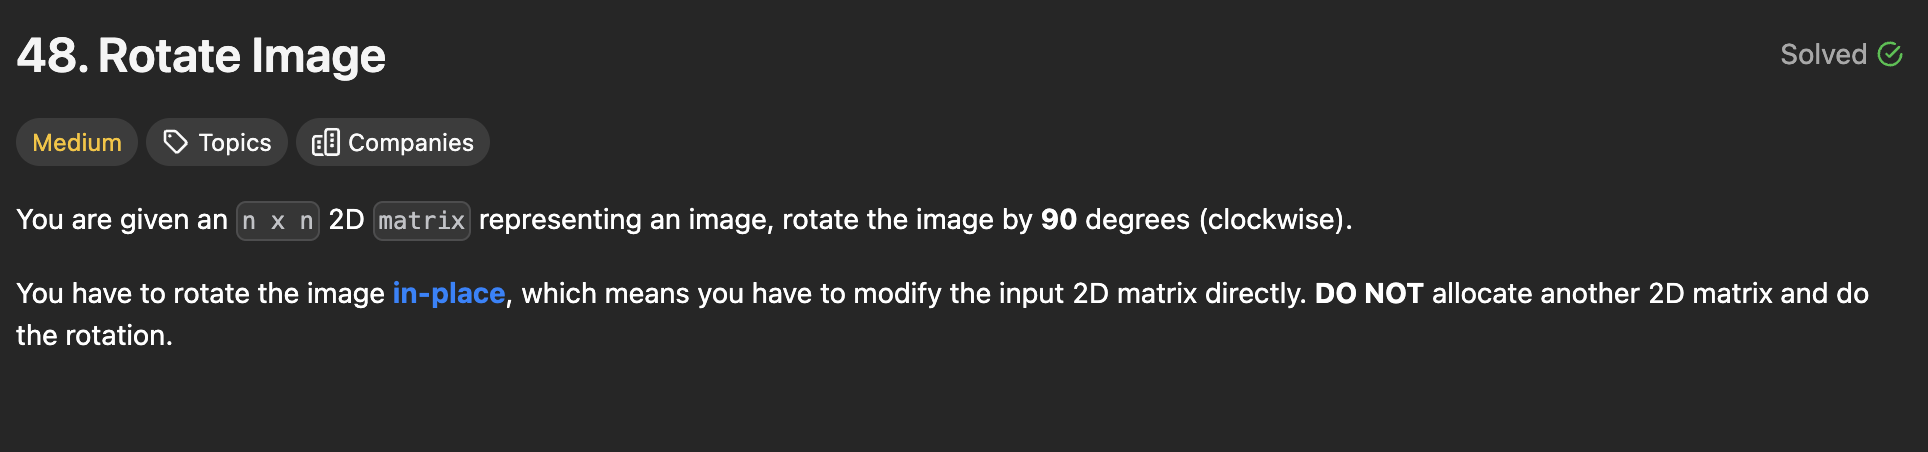 48. Rotate Image
Solved
Medium
Topics
Companies
You are given an n x n 2D matrix representing an image, rotate the image by 90 degrees (clockwise).
You have to rotate the image in-place, which means you have to modify the input 2D matrix directly. DO NOT allocate another 2D matrix and do
the rotation.